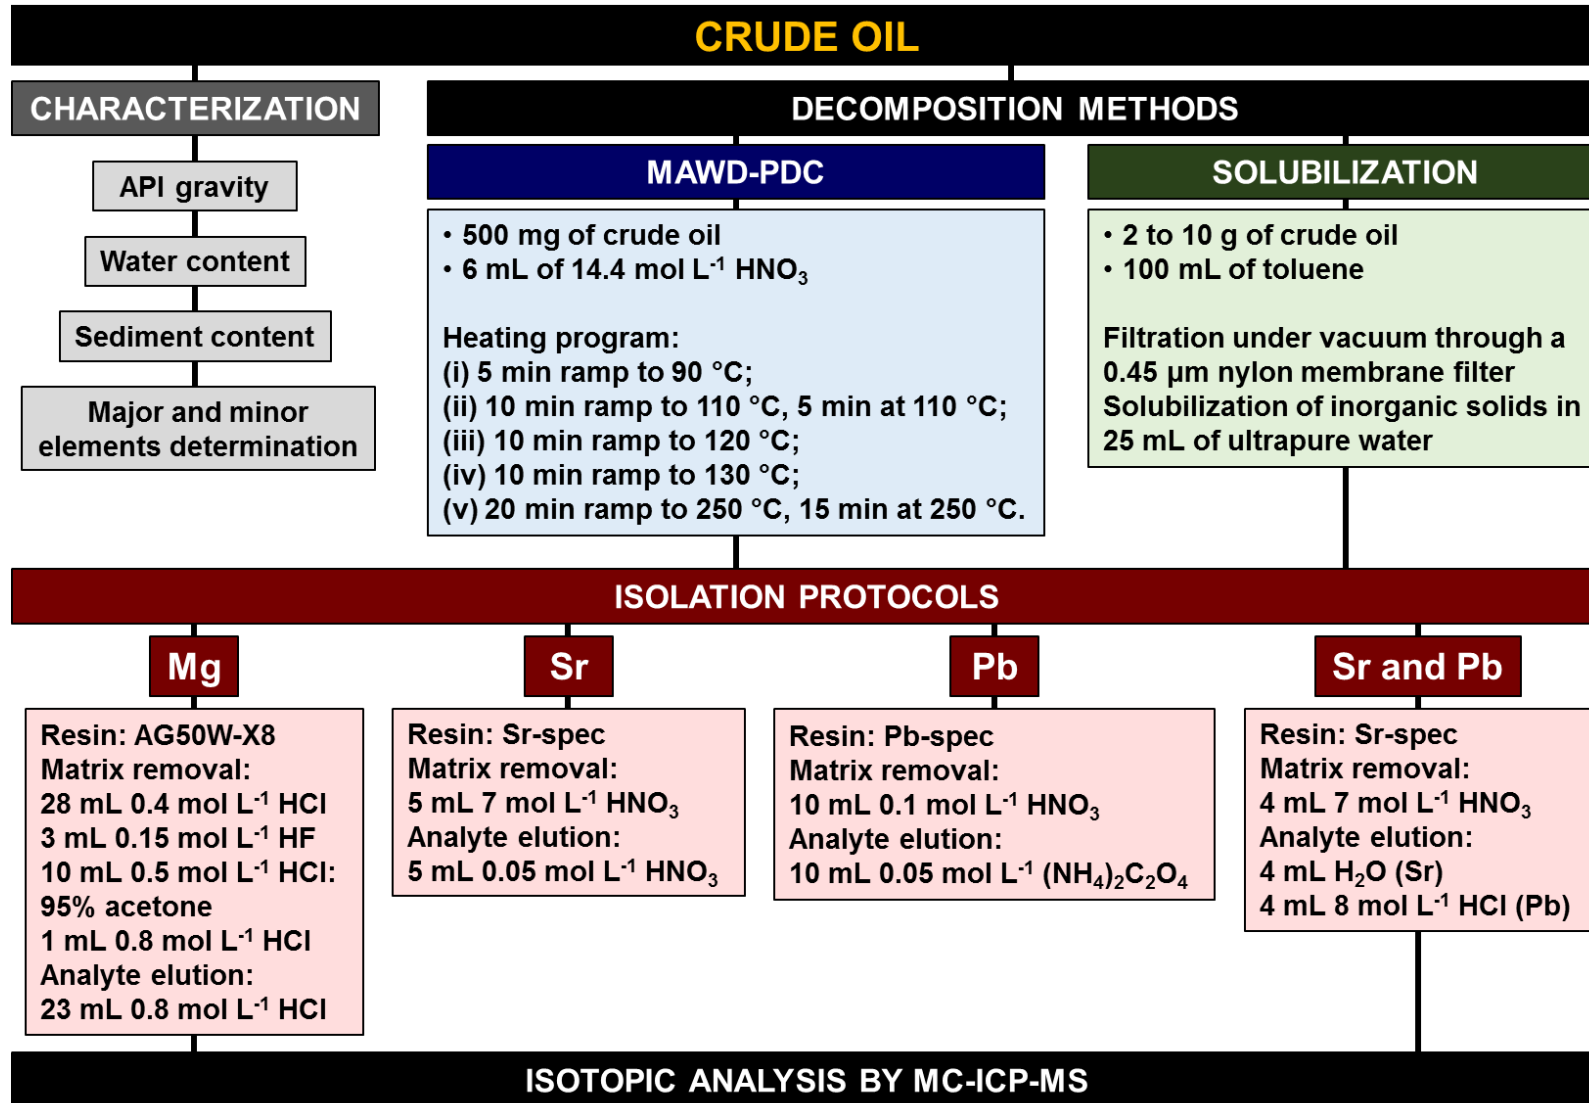 CRUDE OIL
CHARACTERIZATION
API gravity
Water content
Sediment content
Major and minor
elements determination
DECOMPOSITION METHODS
MAWD-PDC
• 500 mg of crude oil
• 6 mL of 14.4 mol L⁻¹ HNO₃
Heating program:
(i) 5 min ramp to 90 °C;
(ii) 10 min ramp to 110 °C, 5 min at 110 °C;
(iii) 10 min ramp to 120 °C;
(iv) 10 min ramp to 130 °C;
(v) 20 min ramp to 250 °C, 15 min at 250 °C.
SOLUBILIZATION
• 2 to 10 g of crude oil
• 100 mL of toluene
Filtration under vacuum through a
0.45 µm nylon membrane filter
Solubilization of inorganic solids in
25 mL of ultrapure water
ISOLATION PROTOCOLS
Mg
Resin: AG50W-X8
Matrix removal:
28 mL 0.4 mol L⁻¹ HCl
3 mL 0.15 mol L⁻¹ HF
10 mL 0.5 mol L⁻¹ HCl:
95% acetone
1 mL 0.8 mol L⁻¹ HCl
Analyte elution:
23 mL 0.8 mol L⁻¹ HCl
Sr
Resin: Sr-spec
Matrix removal:
5 mL 7 mol L⁻¹ HNO₃
Analyte elution:
5 mL 0.05 mol L⁻¹ HNO₃
Pb
Resin: Pb-spec
Matrix removal:
10 mL 0.1 mol L⁻¹ HNO₃
Analyte elution:
10 mL 0.05 mol L⁻¹ (NH₄)₂C₂O₄
Sr and Pb
Resin: Sr-spec
Matrix removal:
4 mL 7 mol L⁻¹ HNO₃
Analyte elution:
4 mL H₂O (Sr)
4 mL 8 mol L⁻¹ HCl (Pb)
ISOTOPIC ANALYSIS BY MC-ICP-MS